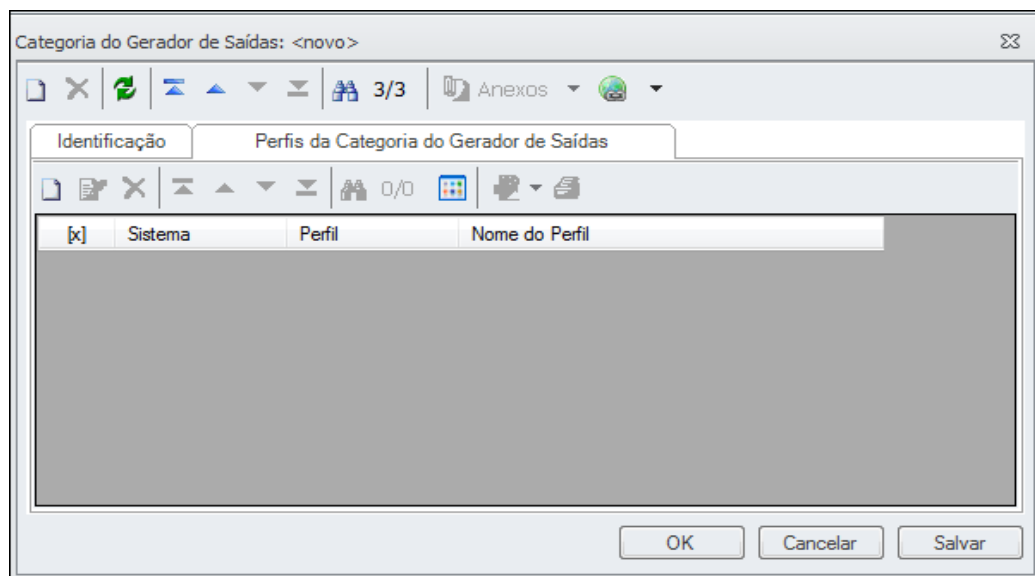 Categoria do Gerador de Saídas: <novo>
3/3 Anexos
Identificação Perfis da Categoria do Gerador de Saídas
0/0
[x] Sistema Perfil Nome do Perfil
OK Cancelar Salvar